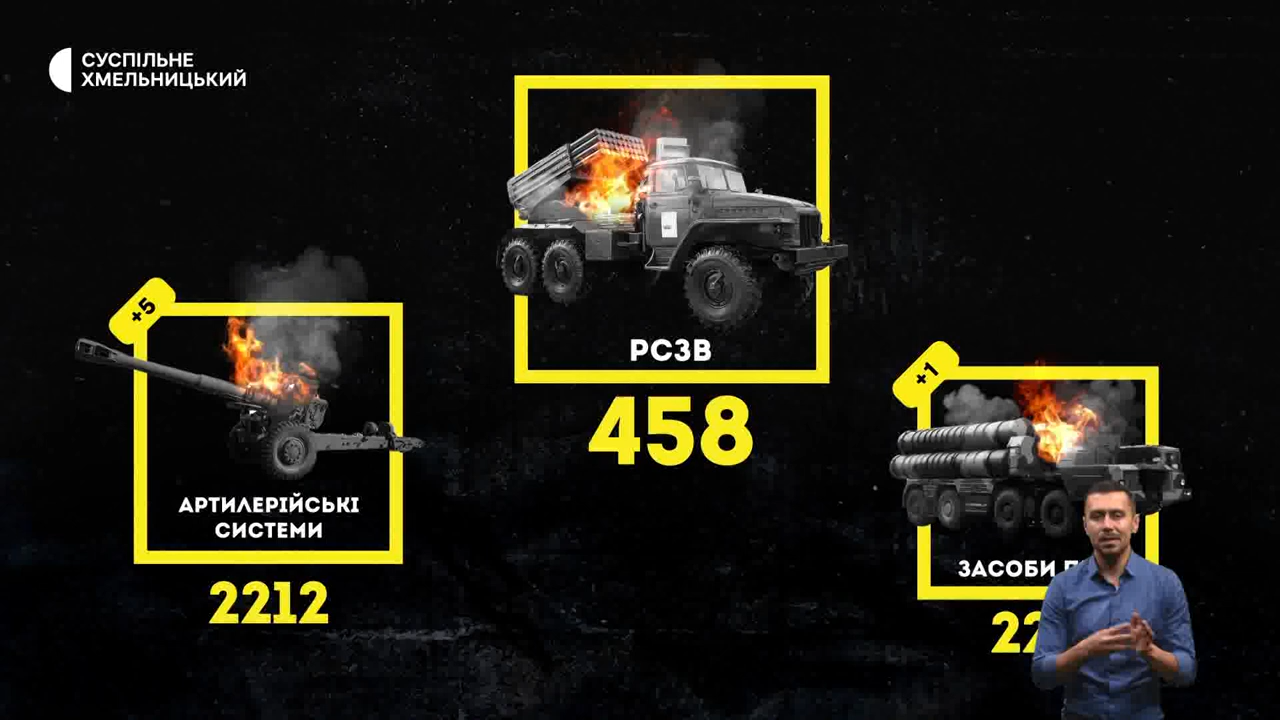 СУСПІЛЬНЕ
ХМЕЛЬНИЦЬКИЙ
РСЗВ
458
+5
АРТИЛЕРІЙСЬКІ
СИСТЕМИ
2212
+1
ЗАСОБИ